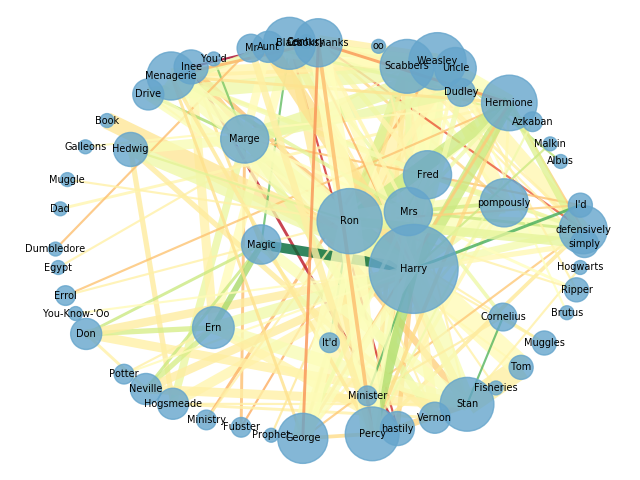 You'd
Mr
Aunt
Crookshanks
oo
Weasley
Scabbers
Uncle
Inee
Menagerie
Drive
Dudley
Hermione
Book
Azkaban
Galleons
Hedwig
Marge
Malkin
Albus
Muggle
Fred
Dad
Ron
Mrs
pompously
I'd
defensively
simply
Dumbledore
Magic
Egypt
Harry
Hogwarts
Errol
Ripper
You-Know-'Oo
Don
Ern
Cornelius
Brutus
It'd
Muggles
Potter
Neville
Tom
Hogsmeade
Minister
Fisheries
Stan
Ministry
Fubster
Prophet
George
Percy
hastily
Vernon